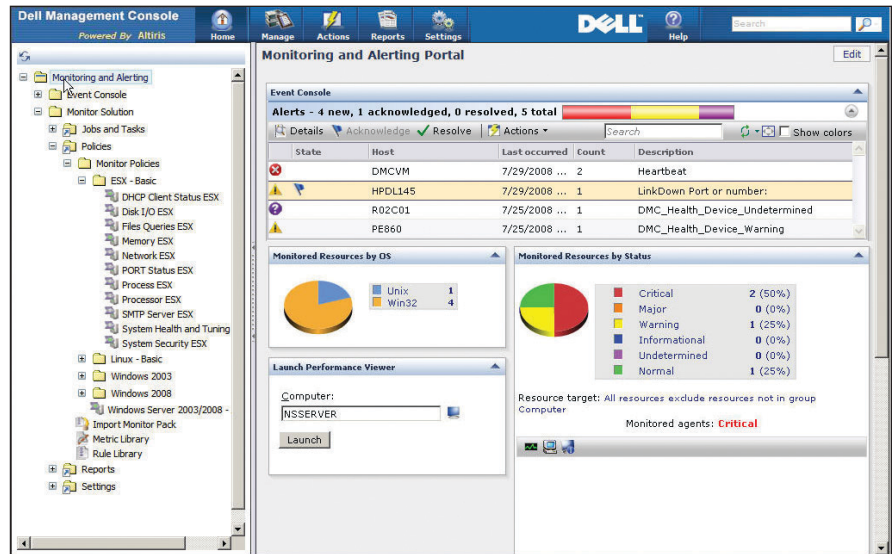 Dell Management Console
Powered By Altiris
Home
Manage
Actions
Reports
Settings
DELL
Help
Search
Monitoring and Alerting
Event Console
Monitor Solution
Jobs and Tasks
Policies
Monitor Policies
ESX - Basic
DHCP Client Status ESX
Disk I/O ESX
Files Queries ESX
Memory ESX
Network ESX
PORT Status ESX
Process ESX
Processor ESX
SMTP Server ESX
System Health and Tuning
System Security ESX
Linux - Basic
Windows 2003
Windows 2008
Windows Server 2003/2008 -
Import Monitor Pack
Metric Library
Rule Library
Reports
Settings
Monitoring and Alerting Portal
Edit
Event Console
Alerts - 4 new, 1 acknowledged, 0 resolved, 5 total
Details Acknowledge Resolve Actions Search Show colors
State Host Last occurred Count Description
DMCVM 7/29/2008 ... 2 Heartbeat
HPDL145 7/29/2008 ... 1 LinkDown Port or number:
R02C01 7/25/2008 ... 1 DMC_Health_Device_Undetermined
PE860 7/25/2008 ... 1 DMC_Health_Device_Warning
Monitored Resources by OS
Unix 1
Win32 4
Launch Performance Viewer
Computer:
NSSERVER
Launch
Monitored Resources by Status
Critical 2 (50%)
Major 0 (0%)
Warning 1 (25%)
Informational 0 (0%)
Undetermined 0 (0%)
Normal 1 (25%)
Resource target: All resources exclude resources not in group
Computer
Monitored agents: Critical